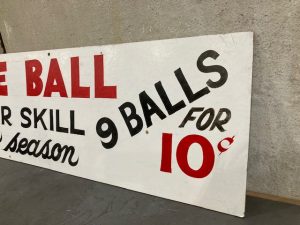 E BALL
R SKILL
season
9 BALLS
FOR
10¢